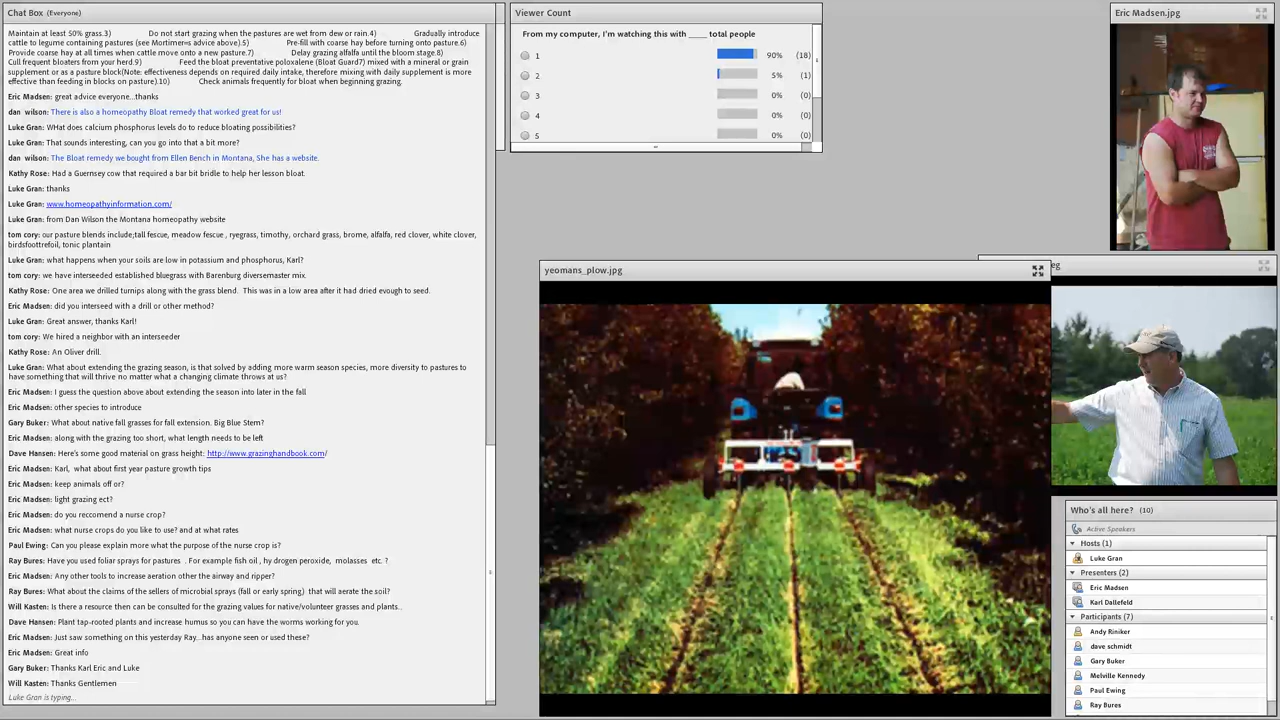 Chat Box (Everyone)
Maintain at least 50% grass.3) Do not start grazing when the pastures are wet from dew or rain.4) Gradually introduce
cattle to legume containing pastures (see Mortimer=s advice above).5) Pre-fill with coarse hay before turning onto pasture.6)
Provide coarse hay at all times when cattle move onto a new pasture.7) Delay grazing alfalfa until the bloom stage.8)
Cull frequent bloaters from your herd.9) Feed the bloat preventative poloxalene (Bloat Guard7) mixed with a mineral or grain
supplement or as a pasture block(Note: effectiveness depends on required daily intake, therefore mixing with daily supplement is more
effective than feeding in blocks on pasture).10) Check animals frequently for bloat when beginning grazing.
Eric Madsen: great advice everyone...thanks
dan wilson: There is also a homeopathy Bloat remedy that worked great for us!
Luke Gran: What does calcium phosphorus levels do to reduce bloating possibilities?
Luke Gran: That sounds interesting, can you go into that a bit more?
dan wilson: The Bloat remedy we bought from Ellen Bench in Montana, She has a website.
Kathy Rose: Had a Guernsey cow that required a bar bit bridle to help her lesson bloat.
Luke Gran: thanks
Luke Gran: www.homeopathyinformation.com/
Luke Gran: from Dan Wilson the Montana homeopathy website
tom cory: our pasture blends include;tall fescue, meadow fescue , ryegrass, timothy, orchard grass, brome, alfalfa, red clover, white clover,
birdsfoottrefoil, tonic plantain
Luke Gran: what happens when your soils are low in potassium and phosphorus, Karl?
tom cory: we have interseeded established bluegrass with Barenburg diversemaster mix.
Kathy Rose: One area we drilled turnips along with the grass blend. This was in a low area after it had dried evough to seed.
Eric Madsen: did you interseed with a drill or other method?
Luke Gran: Great answer, thanks Karl!
tom cory: We hired a neighbor with an interseeder
Kathy Rose: An Oliver drill.
Luke Gran: What about extending the grazing season, is that solved by adding more warm season species, more diversity to pastures to
have something that will thrive no matter what a changing climate throws at us?
Eric Madsen: I guess the question above about extending the season into later in the fall
Eric Madsen: other species to introduce
Gary Buker: What about native fall grasses for fall extension. Big Blue Stem?
Eric Madsen: along with the grazing too short, what length needs to be left
Dave Hansen: Here's some good material on grass height: http://www.grazinghandbook.com/
Eric Madsen: Karl, what about first year pasture growth tips
Eric Madsen: keep animals off or?
Eric Madsen: light grazing ect?
Eric Madsen: do you reccomend a nurse crop?
Eric Madsen: what nurse crops do you like to use? and at what rates
Paul Ewing: Can you please explain more what the purpose of the nurse crop is?
Ray Bures: Have you used foliar sprays for pastures . For example fish oil , hy drogen peroxide, molasses etc. ?
Eric Madsen: Any other tools to increase aeration other the airway and ripper?
Ray Bures: What about the claims of the sellers of microbial sprays (fall or early spring) that will aerate the soil?
Will Kasten: Is there a resource then can be consulted for the grazing values for native/volunteer grasses and plants..
Dave Hansen: Plant tap-rooted plants and increase humus so you can have the worms working for you.
Eric Madsen: Just saw something on this yesterday Ray...has anyone seen or used these?
Eric Madsen: Great info
Gary Buker: Thanks Karl Eric and Luke
Will Kasten: Thanks Gentlemen
Luke Gran is typing...
Viewer Count
From my computer, I'm watching this with ____ total people
1 90% (18)
2 5% (1)
3 0% (0)
4 0% (0)
5 0% (0)
Eric Madsen.jpg
yeomans_plow.jpg
eg
Who's all here? (10)
Active Speakers
Hosts (1)
Luke Gran
Presenters (2)
Eric Madsen
Karl Dallefeld
Participants (7)
Andy Riniker
dave schmidt
Gary Buker
Melville Kennedy
Paul Ewing
Ray Bures